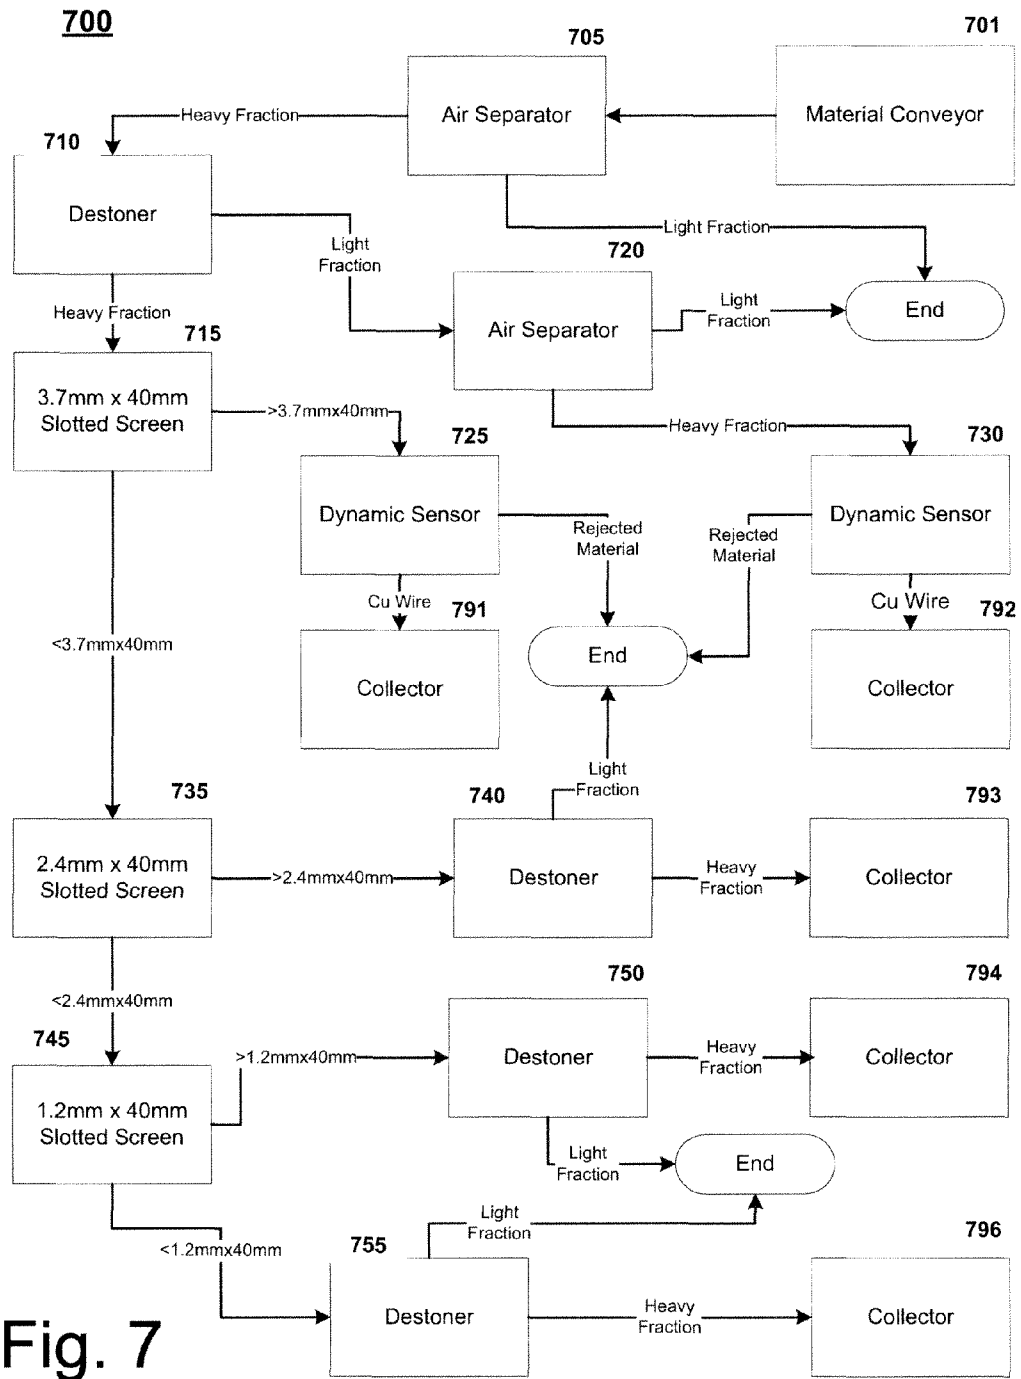 700
705
701
Heavy Fraction
Air Separator
Material Conveyor
710
Destoner
Light
Fraction
Light Fraction
720
Heavy Fraction
715
Air Separator
Light
Fraction
End
3.7mm x 40mm
Slotted Screen
>3.7mmx40mm
725
Heavy Fraction
730
Dynamic Sensor
Rejected
Material
Rejected
Material
Dynamic Sensor
Cu Wire
791
Cu Wire
792
<3.7mmx40mm
Collector
End
Collector
735
740
Light
Fraction
793
2.4mm x 40mm
Slotted Screen
>2.4mmx40mm
Destoner
Heavy
Fraction
Collector
<2.4mmx40mm
750
794
745
>1.2mmx40mm
Destoner
Heavy
Fraction
Collector
1.2mm x 40mm
Slotted Screen
Light
Fraction
End
<1.2mmx40mm
755
Light
Fraction
796
Destoner
Heavy
Fraction
Collector
Fig. 7